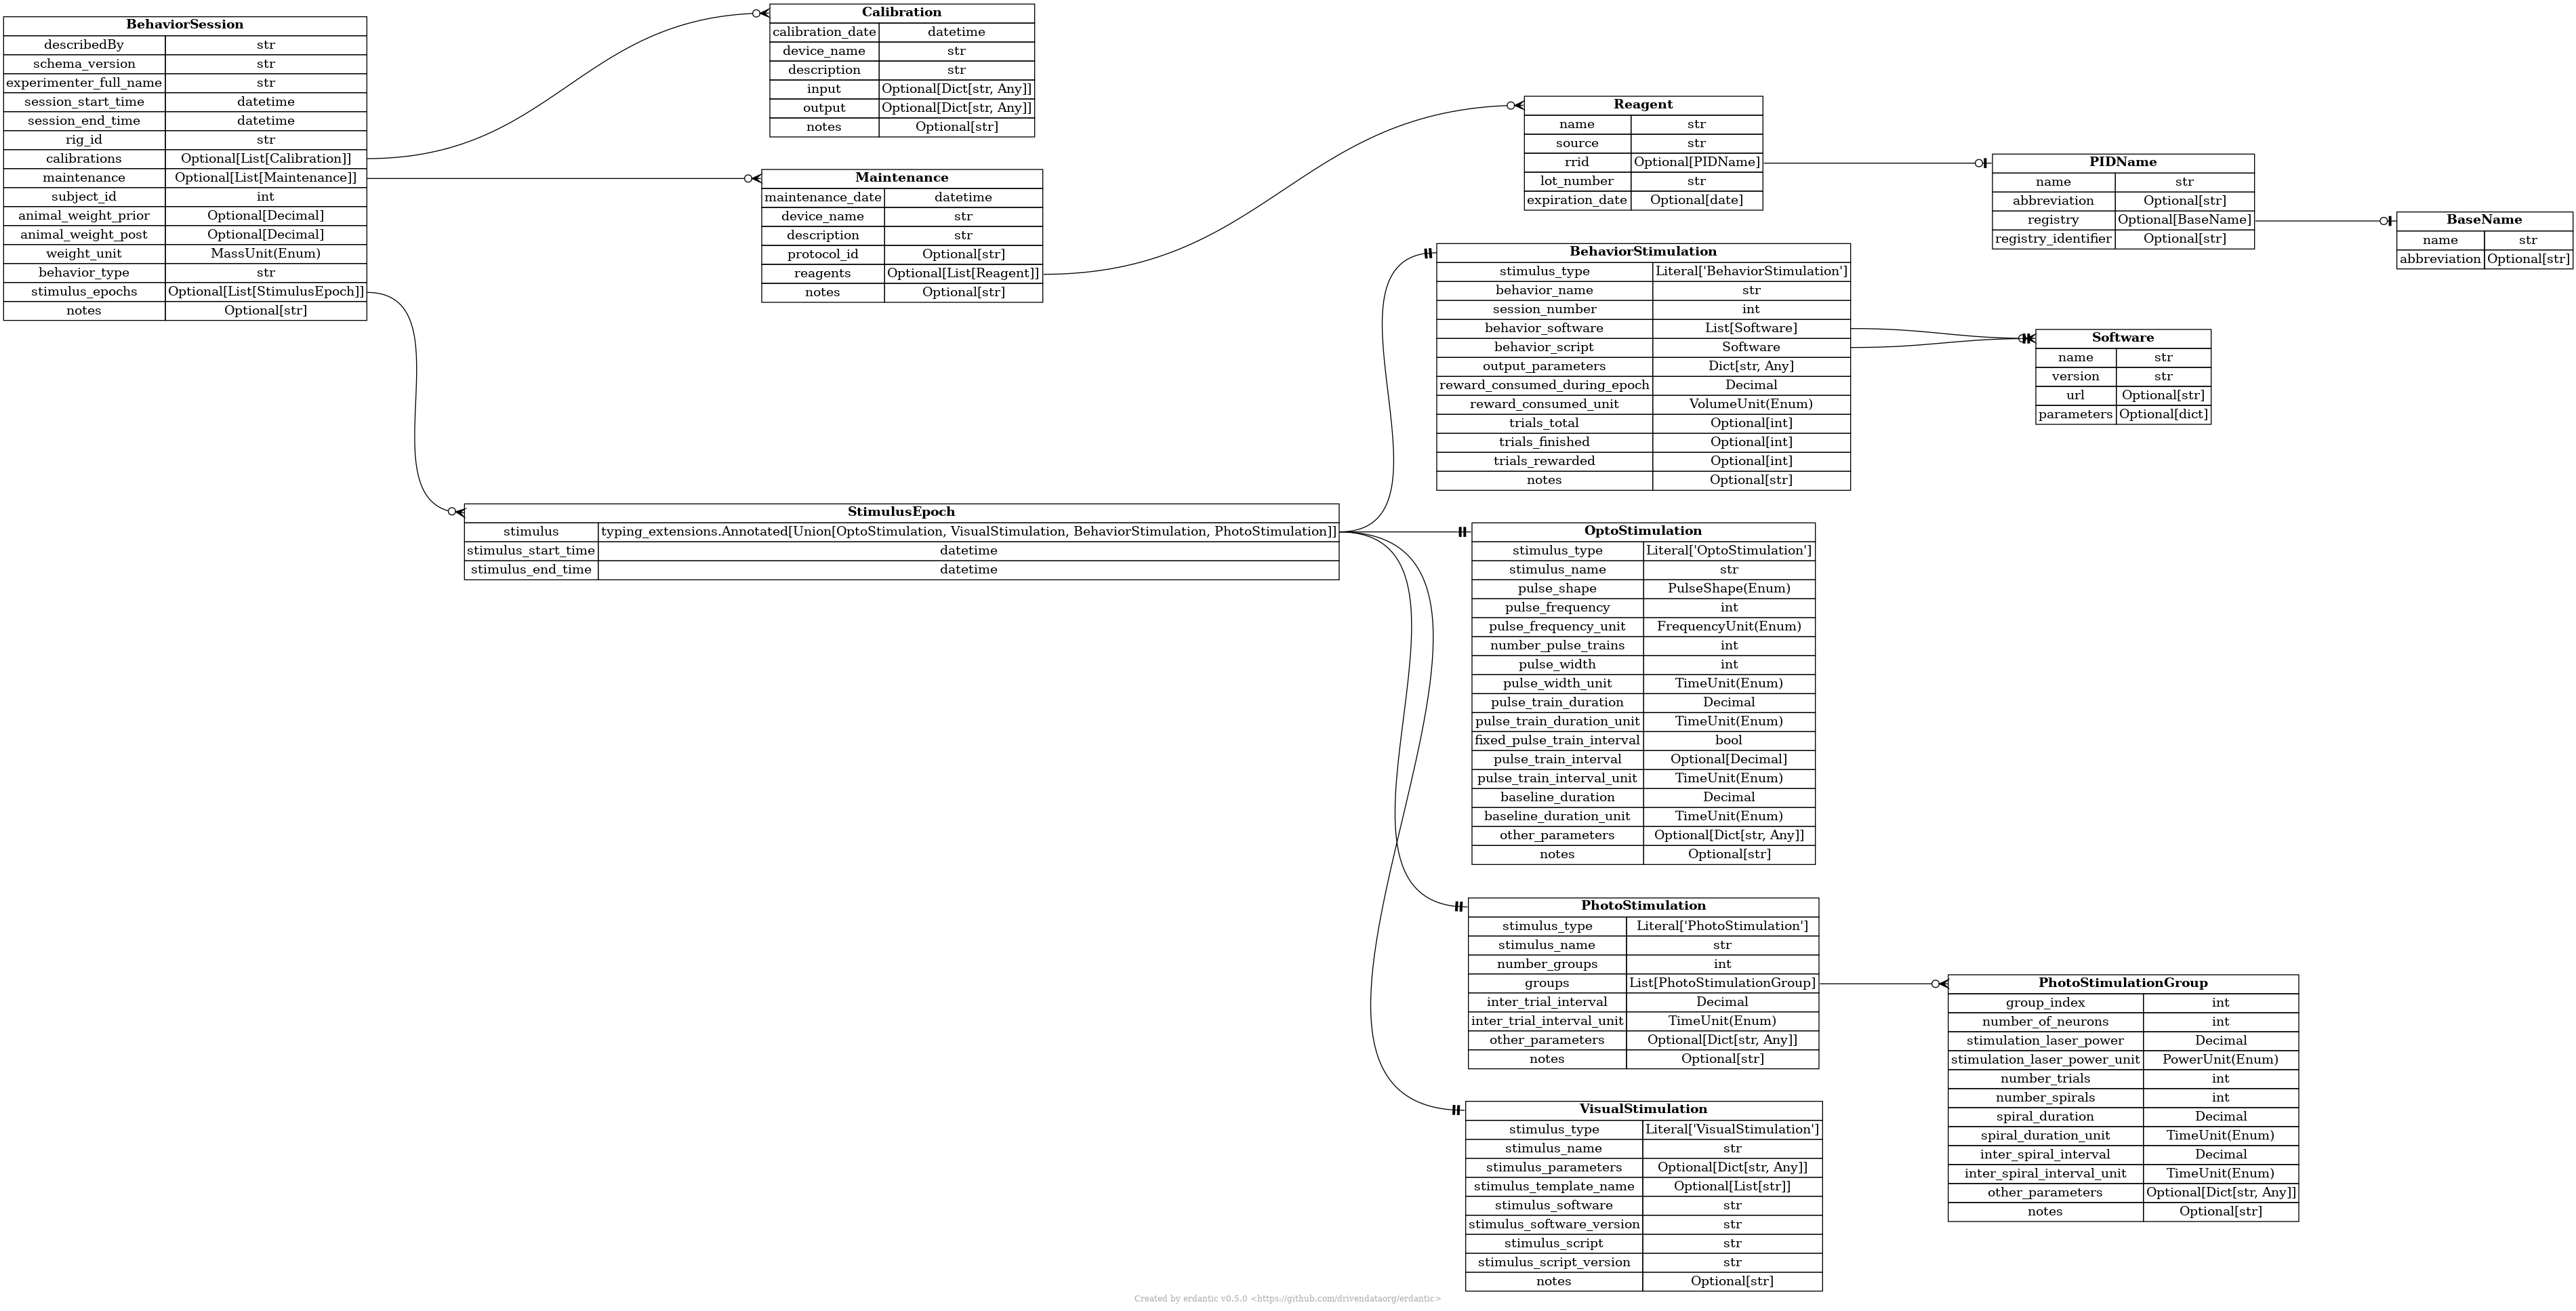 BehaviorSession
describedBy str
schema_version str
experimenter_full_name str
session_start_time datetime
session_end_time datetime
rig_id str
calibrations Optional[List[Calibration]]
maintenance Optional[List[Maintenance]]
subject_id int
animal_weight_prior Optional[Decimal]
animal_weight_post Optional[Decimal]
weight_unit MassUnit(Enum)
behavior_type str
stimulus_epochs Optional[List[StimulusEpoch]]
notes Optional[str]
Calibration
calibration_date datetime
device_name str
description str
input Optional[Dict[str, Any]]
output Optional[Dict[str, Any]]
notes Optional[str]
Maintenance
maintenance_date datetime
device_name str
description str
protocol_id Optional[str]
reagents Optional[List[Reagent]]
notes Optional[str]
Reagent
name str
source str
rrid Optional[PIDName]
lot_number str
expiration_date Optional[date]
PIDName
name str
abbreviation Optional[str]
registry Optional[BaseName]
registry_identifier Optional[str]
BaseName
name str
abbreviation Optional[str]
StimulusEpoch
stimulus typing_extensions.Annotated[Union[OptoStimulation, VisualStimulation, BehaviorStimulation, PhotoStimulation]]
stimulus_start_time datetime
stimulus_end_time datetime
BehaviorStimulation
stimulus_type Literal['BehaviorStimulation']
behavior_name str
session_number int
behavior_software List[Software]
behavior_script Software
output_parameters Dict[str, Any]
reward_consumed_during_epoch Decimal
reward_consumed_unit VolumeUnit(Enum)
trials_total Optional[int]
trials_finished Optional[int]
trials_rewarded Optional[int]
notes Optional[str]
Software
name str
version str
url Optional[str]
parameters Optional[dict]
OptoStimulation
stimulus_type Literal['OptoStimulation']
stimulus_name str
pulse_shape PulseShape(Enum)
pulse_frequency int
pulse_frequency_unit FrequencyUnit(Enum)
number_pulse_trains int
pulse_width int
pulse_width_unit TimeUnit(Enum)
pulse_train_duration Decimal
pulse_train_duration_unit TimeUnit(Enum)
fixed_pulse_train_interval bool
pulse_train_interval Optional[Decimal]
pulse_train_interval_unit TimeUnit(Enum)
baseline_duration Decimal
baseline_duration_unit TimeUnit(Enum)
other_parameters Optional[Dict[str, Any]]
notes Optional[str]
PhotoStimulation
stimulus_type Literal['PhotoStimulation']
stimulus_name str
number_groups int
groups List[PhotoStimulationGroup]
inter_trial_interval Decimal
inter_trial_interval_unit TimeUnit(Enum)
other_parameters Optional[Dict[str, Any]]
notes Optional[str]
PhotoStimulationGroup
group_index int
number_of_neurons int
stimulation_laser_power Decimal
stimulation_laser_power_unit PowerUnit(Enum)
number_trials int
number_spirals int
spiral_duration Decimal
spiral_duration_unit TimeUnit(Enum)
inter_spiral_interval Decimal
inter_spiral_interval_unit TimeUnit(Enum)
other_parameters Optional[Dict[str, Any]]
notes Optional[str]
VisualStimulation
stimulus_type Literal['VisualStimulation']
stimulus_name str
stimulus_parameters Optional[Dict[str, Any]]
stimulus_template_name Optional[List[str]]
stimulus_software str
stimulus_software_version str
stimulus_script str
stimulus_script_version str
notes Optional[str]
Created by erdantic v0.5.0 <https://github.com/drivendataorg/erdantic>